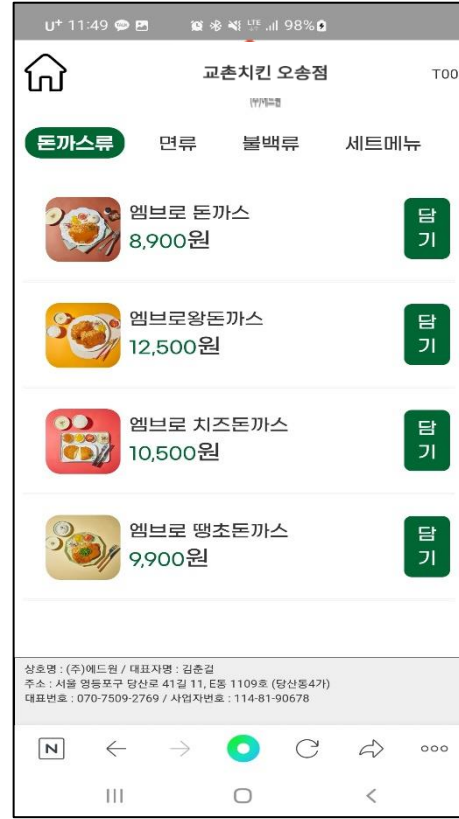 U+ 11:49 LTE 98%
교촌치킨 오송점 T00
돈까스류 면류 불백류 세트메뉴
엠브로 돈까스
8,900원
담기
엠브로왕돈까스
12,500원
담기
엠브로 치즈돈까스
10,500원
담기
엠브로 땡초돈까스
9,900원
담기
상호명 : (주)에드원 / 대표자명 : 김춘걸
주소 : 서울 영등포구 당산로 41길 11, E동 1109호 (당산동4가)
대표번호 : 070-7509-2769 / 사업자번호 : 114-81-90678
N